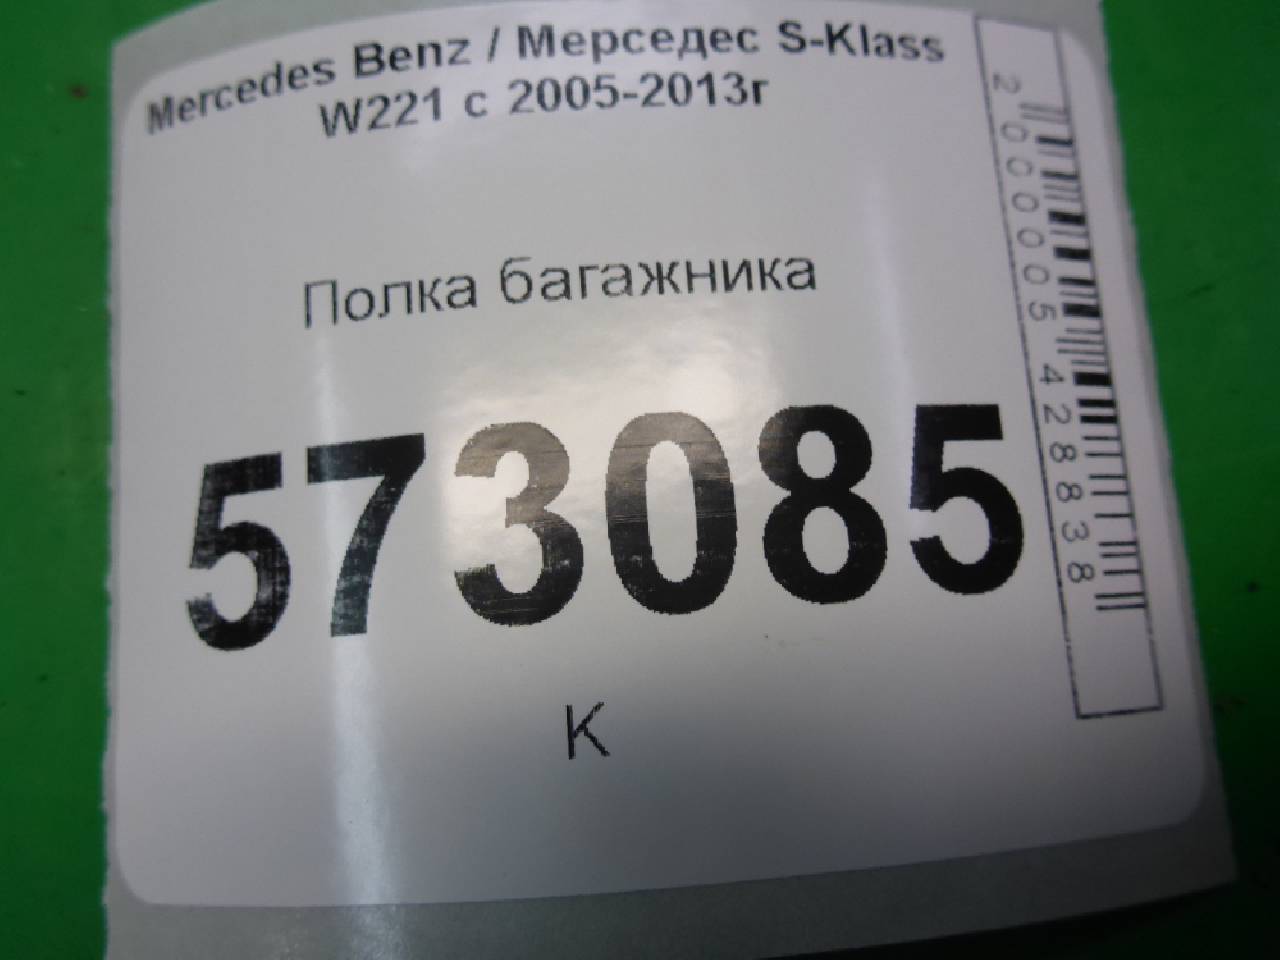 Mercedes Benz / Мерседес S-Klass
W221 с 2005-2013г
Полка багажника
573085
К
2000005428838